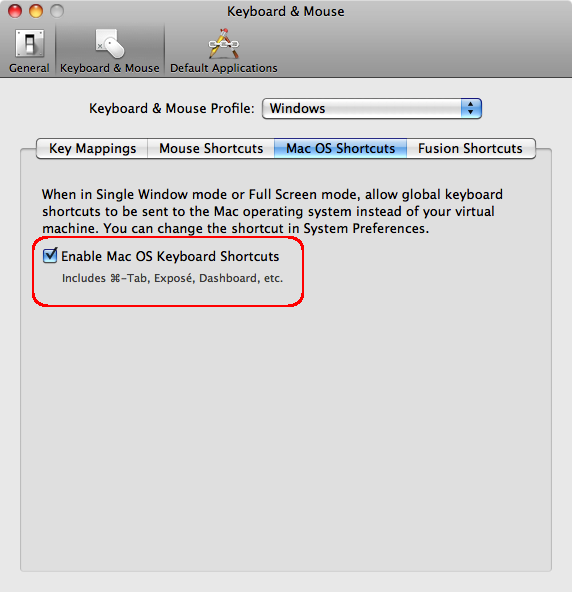 Keyboard & Mouse
General Keyboard & Mouse Default Applications
Keyboard & Mouse Profile: Windows
Key Mappings Mouse Shortcuts Mac OS Shortcuts Fusion Shortcuts
When in Single Window mode or Full Screen mode, allow global keyboard
shortcuts to be sent to the Mac operating system instead of your virtual
machine. You can change the shortcut in System Preferences.
Enable Mac OS Keyboard Shortcuts
Includes ⌘-Tab, Exposé, Dashboard, etc.